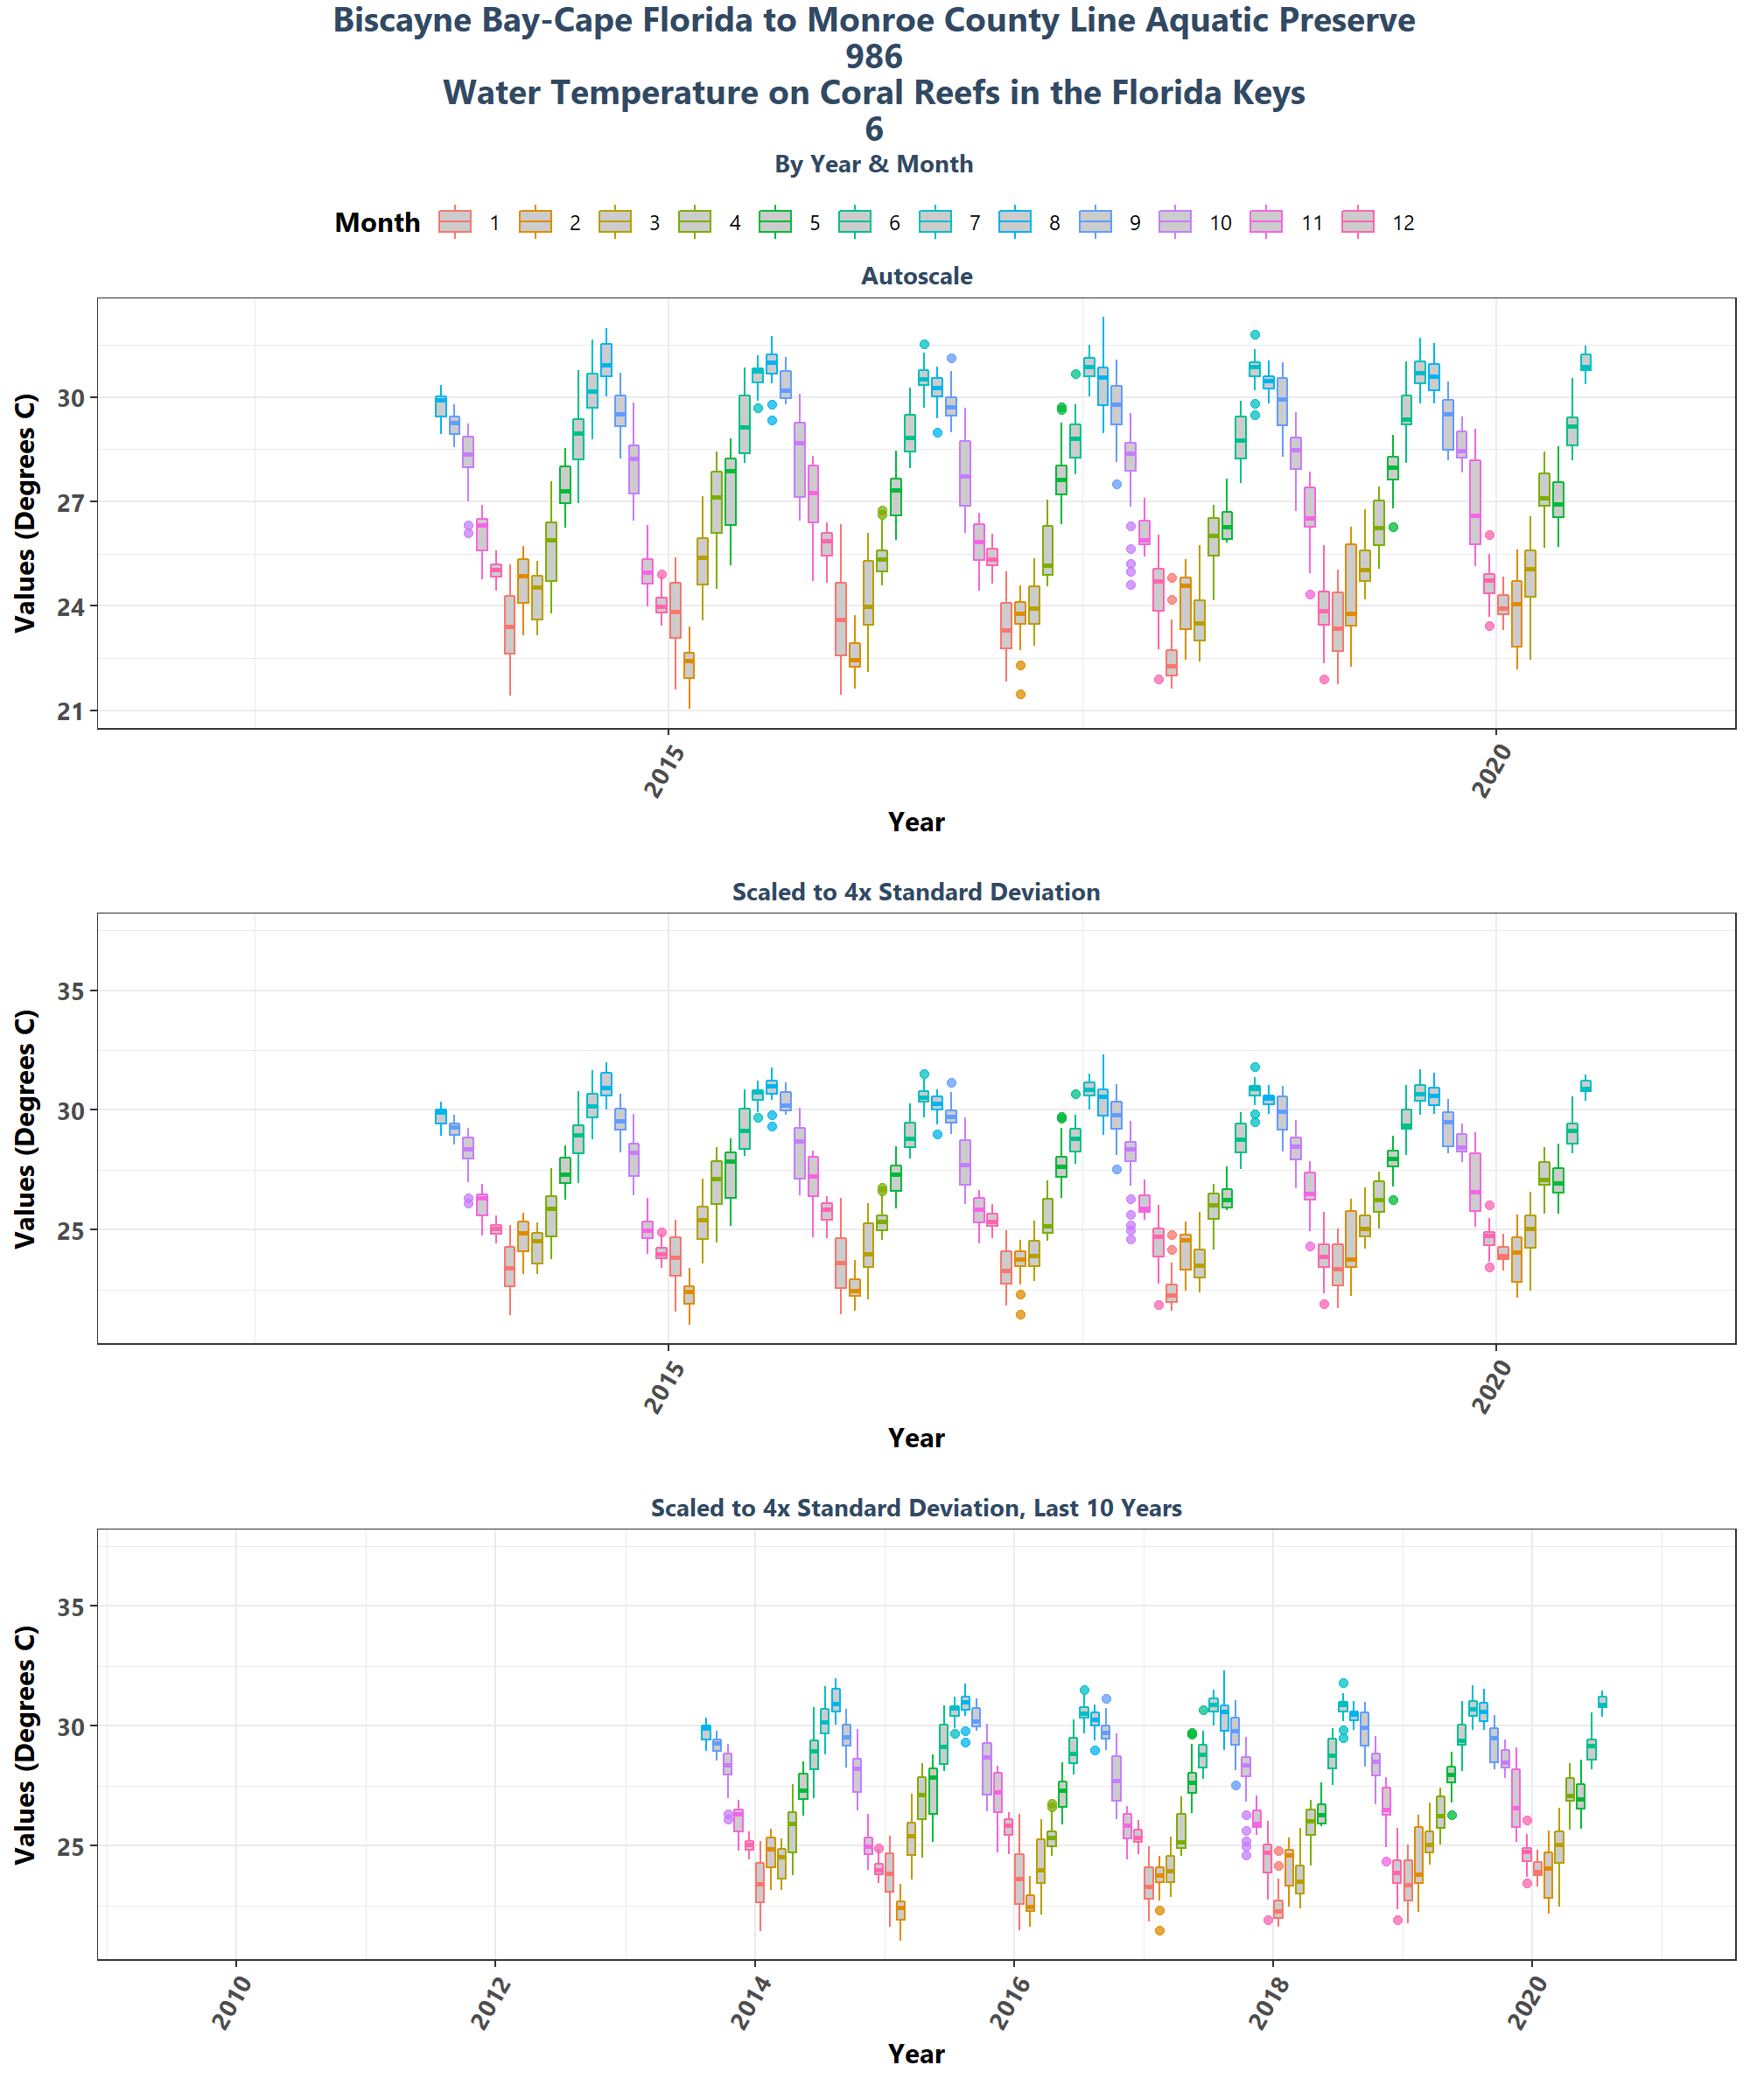 Biscayne Bay-Cape Florida to Monroe County Line Aquatic Preserve
986
Water Temperature on Coral Reefs in the Florida Keys
6
By Year & Month
Month 1 2 3 4 5 6 7 8 9 10 11 12
Autoscale
Values (Degrees C)
30
27
24
21
2015 2020
Year
Scaled to 4x Standard Deviation
Values (Degrees C)
35
30
25
2015 2020
Year
Scaled to 4x Standard Deviation, Last 10 Years
Values (Degrees C)
35
30
25
2010 2012 2014 2016 2018 2020
Year